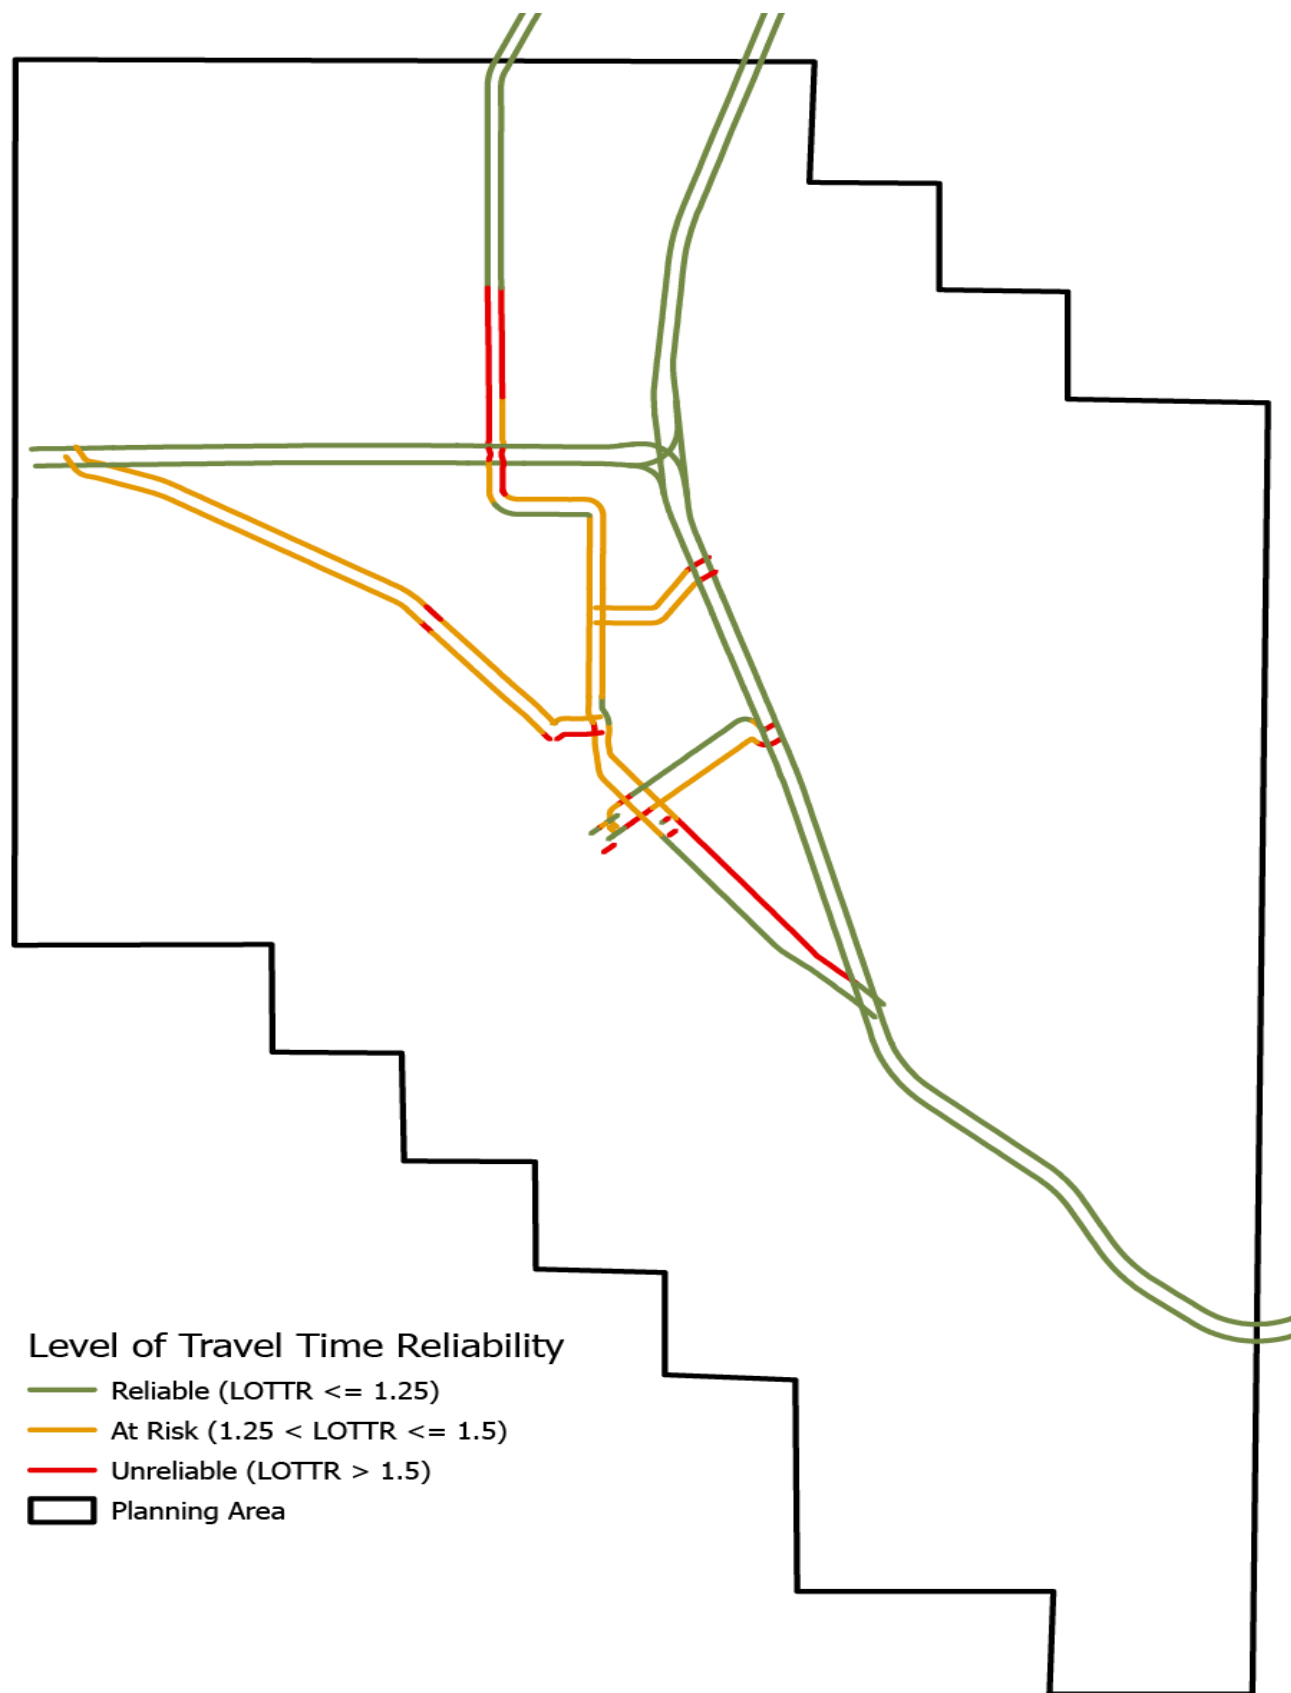 Level of Travel Time Reliability
Reliable (LOTTR <= 1.25)
At Risk (1.25 < LOTTR <= 1.5)
Unreliable (LOTTR > 1.5)
Planning Area